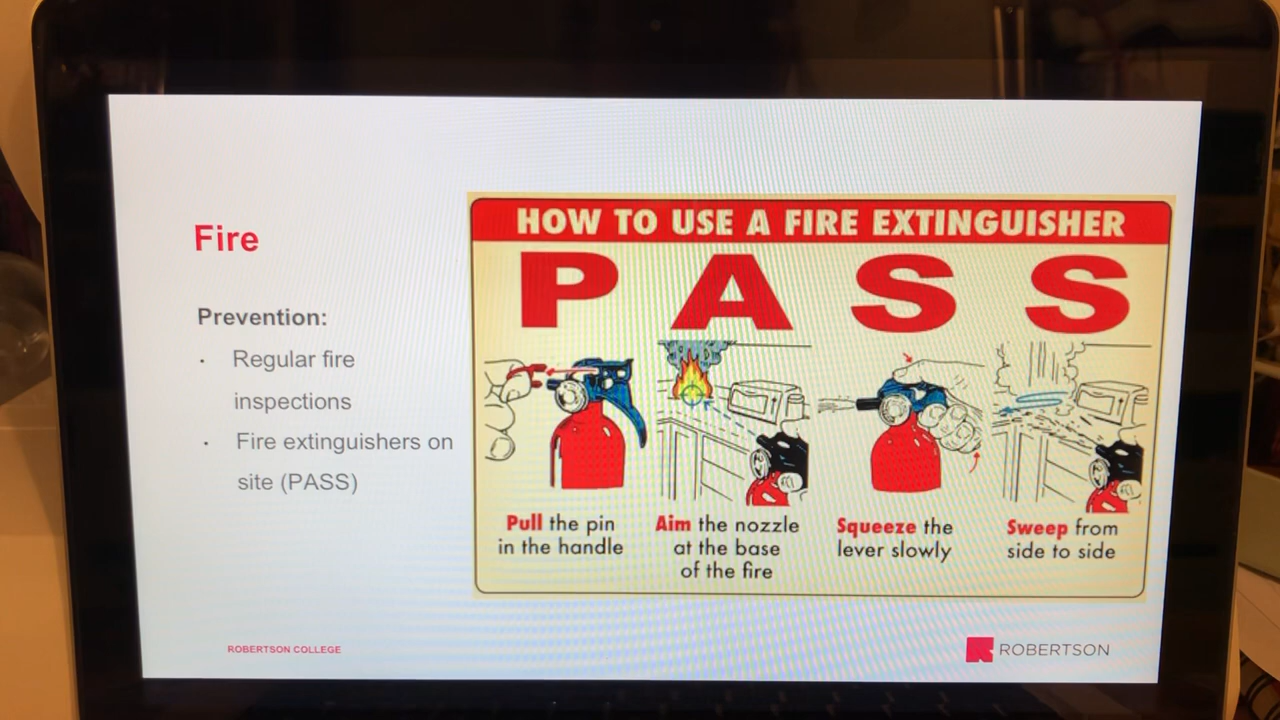 Fire
Prevention:
· Regular fire
inspections
· Fire extinguishers on
site (PASS)
HOW TO USE A FIRE EXTINGUISHER
P A S S
Pull the pin
in the handle
Aim the nozzle
at the base
of the fire
Squeeze the
lever slowly
Sweep from
side to side
ROBERTSON COLLEGE
ROBERTSON